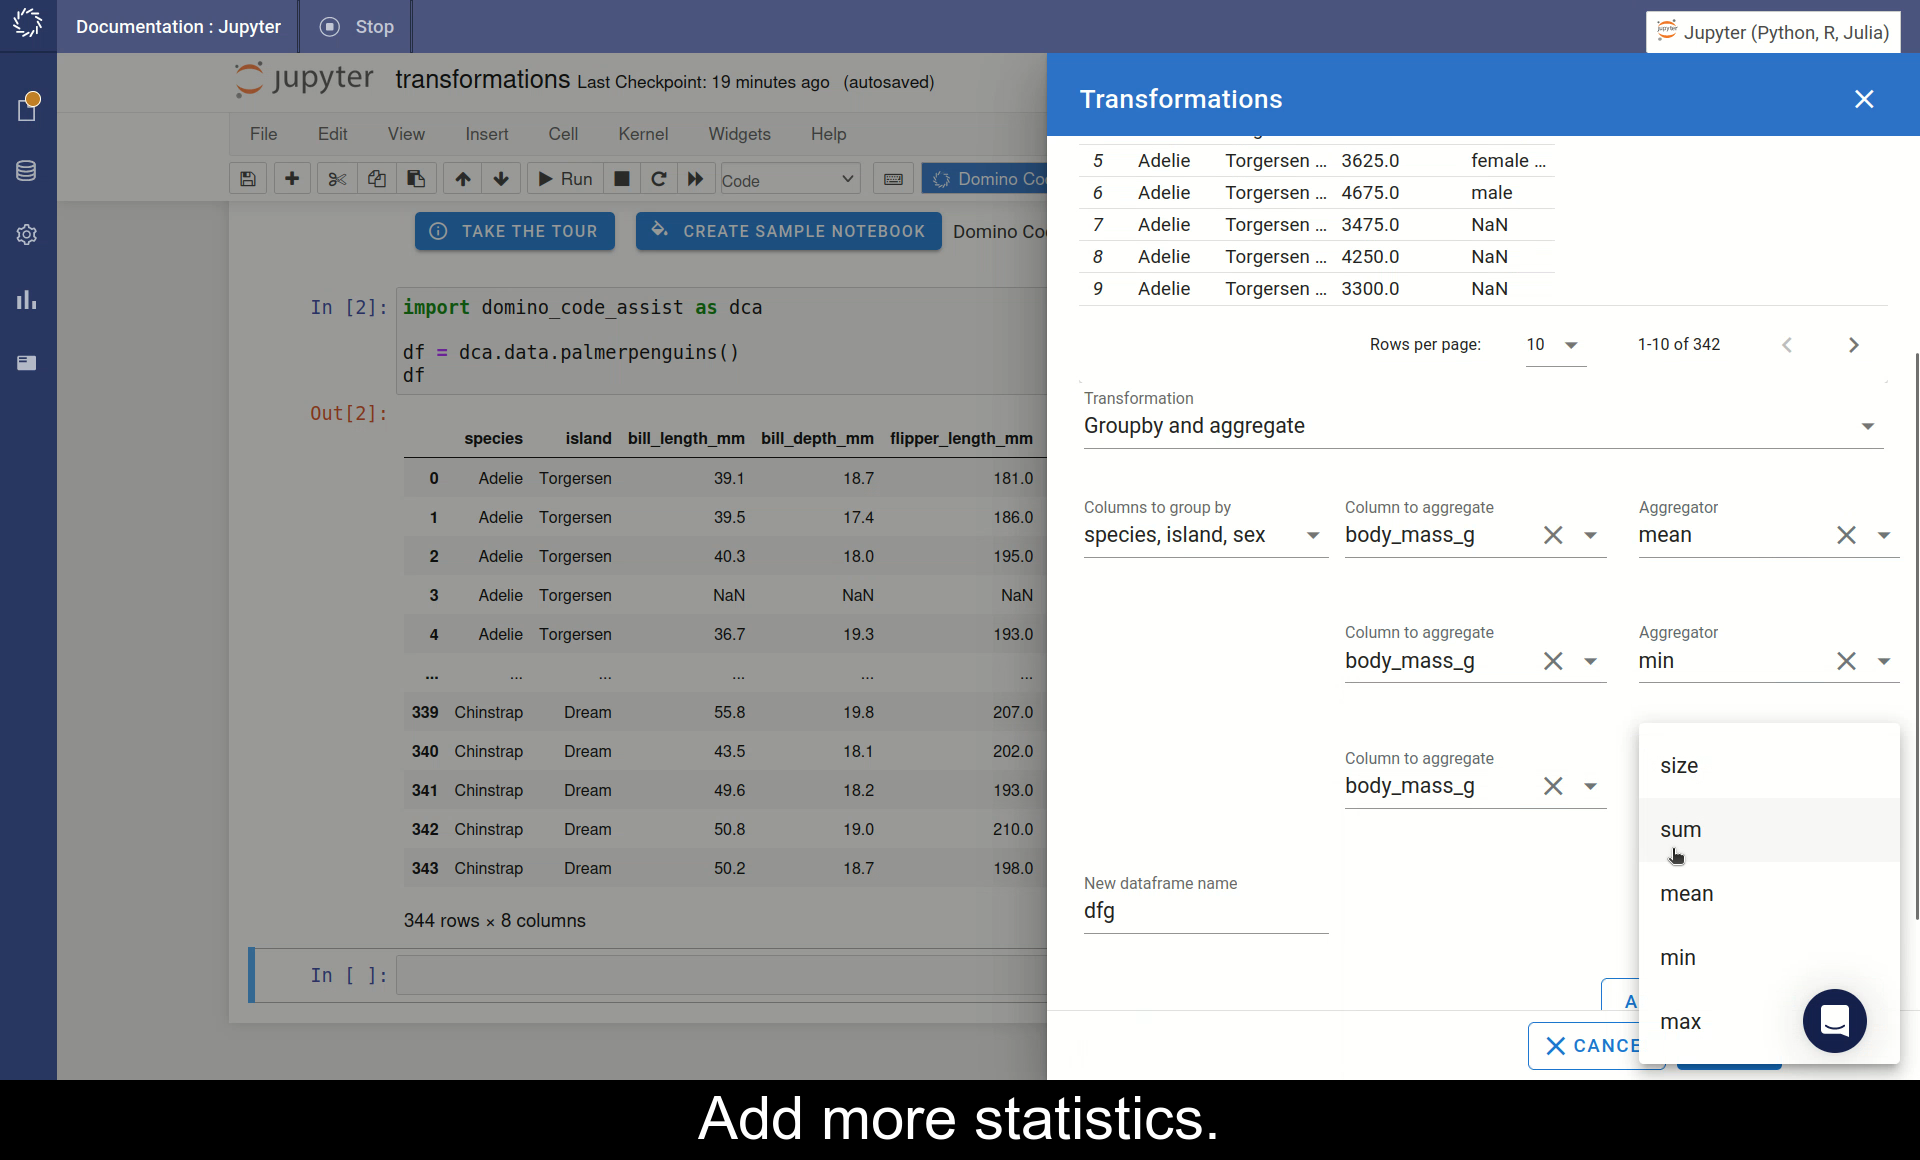 Documentation : Jupyter
Stop
Jupyter (Python, R, Julia)
jupyter transformations Last Checkpoint: 19 minutes ago (autosaved)
File Edit View Insert Cell Kernel Widgets Help
Run Code Domino Co
TAKE THE TOUR CREATE SAMPLE NOTEBOOK Domino Co
In [2]: import domino_code_assist as dca
df = dca.data.palmerpenguins()
df
Out[2]:
species island bill_length_mm bill_depth_mm flipper_length_mm
0 Adelie Torgersen 39.1 18.7 181.0
1 Adelie Torgersen 39.5 17.4 186.0
2 Adelie Torgersen 40.3 18.0 195.0
3 Adelie Torgersen NaN NaN NaN
4 Adelie Torgersen 36.7 19.3 193.0
... ... ... ... ... ...
339 Chinstrap Dream 55.8 19.8 207.0
340 Chinstrap Dream 43.5 18.1 202.0
341 Chinstrap Dream 49.6 18.2 193.0
342 Chinstrap Dream 50.8 19.0 210.0
343 Chinstrap Dream 50.2 18.7 198.0
344 rows × 8 columns
In [ ]:
Transformations
5 Adelie Torgersen ... 3625.0 female ...
6 Adelie Torgersen ... 4675.0 male
7 Adelie Torgersen ... 3475.0 NaN
8 Adelie Torgersen ... 4250.0 NaN
9 Adelie Torgersen ... 3300.0 NaN
Rows per page: 10 1-10 of 342
Transformation
Groupby and aggregate
Columns to group by Column to aggregate Aggregator
species, island, sex body_mass_g mean
Column to aggregate Aggregator
body_mass_g min
Column to aggregate
body_mass_g
size
sum
mean
min
max
New dataframe name
dfg
A
CANCE
Add more statistics.